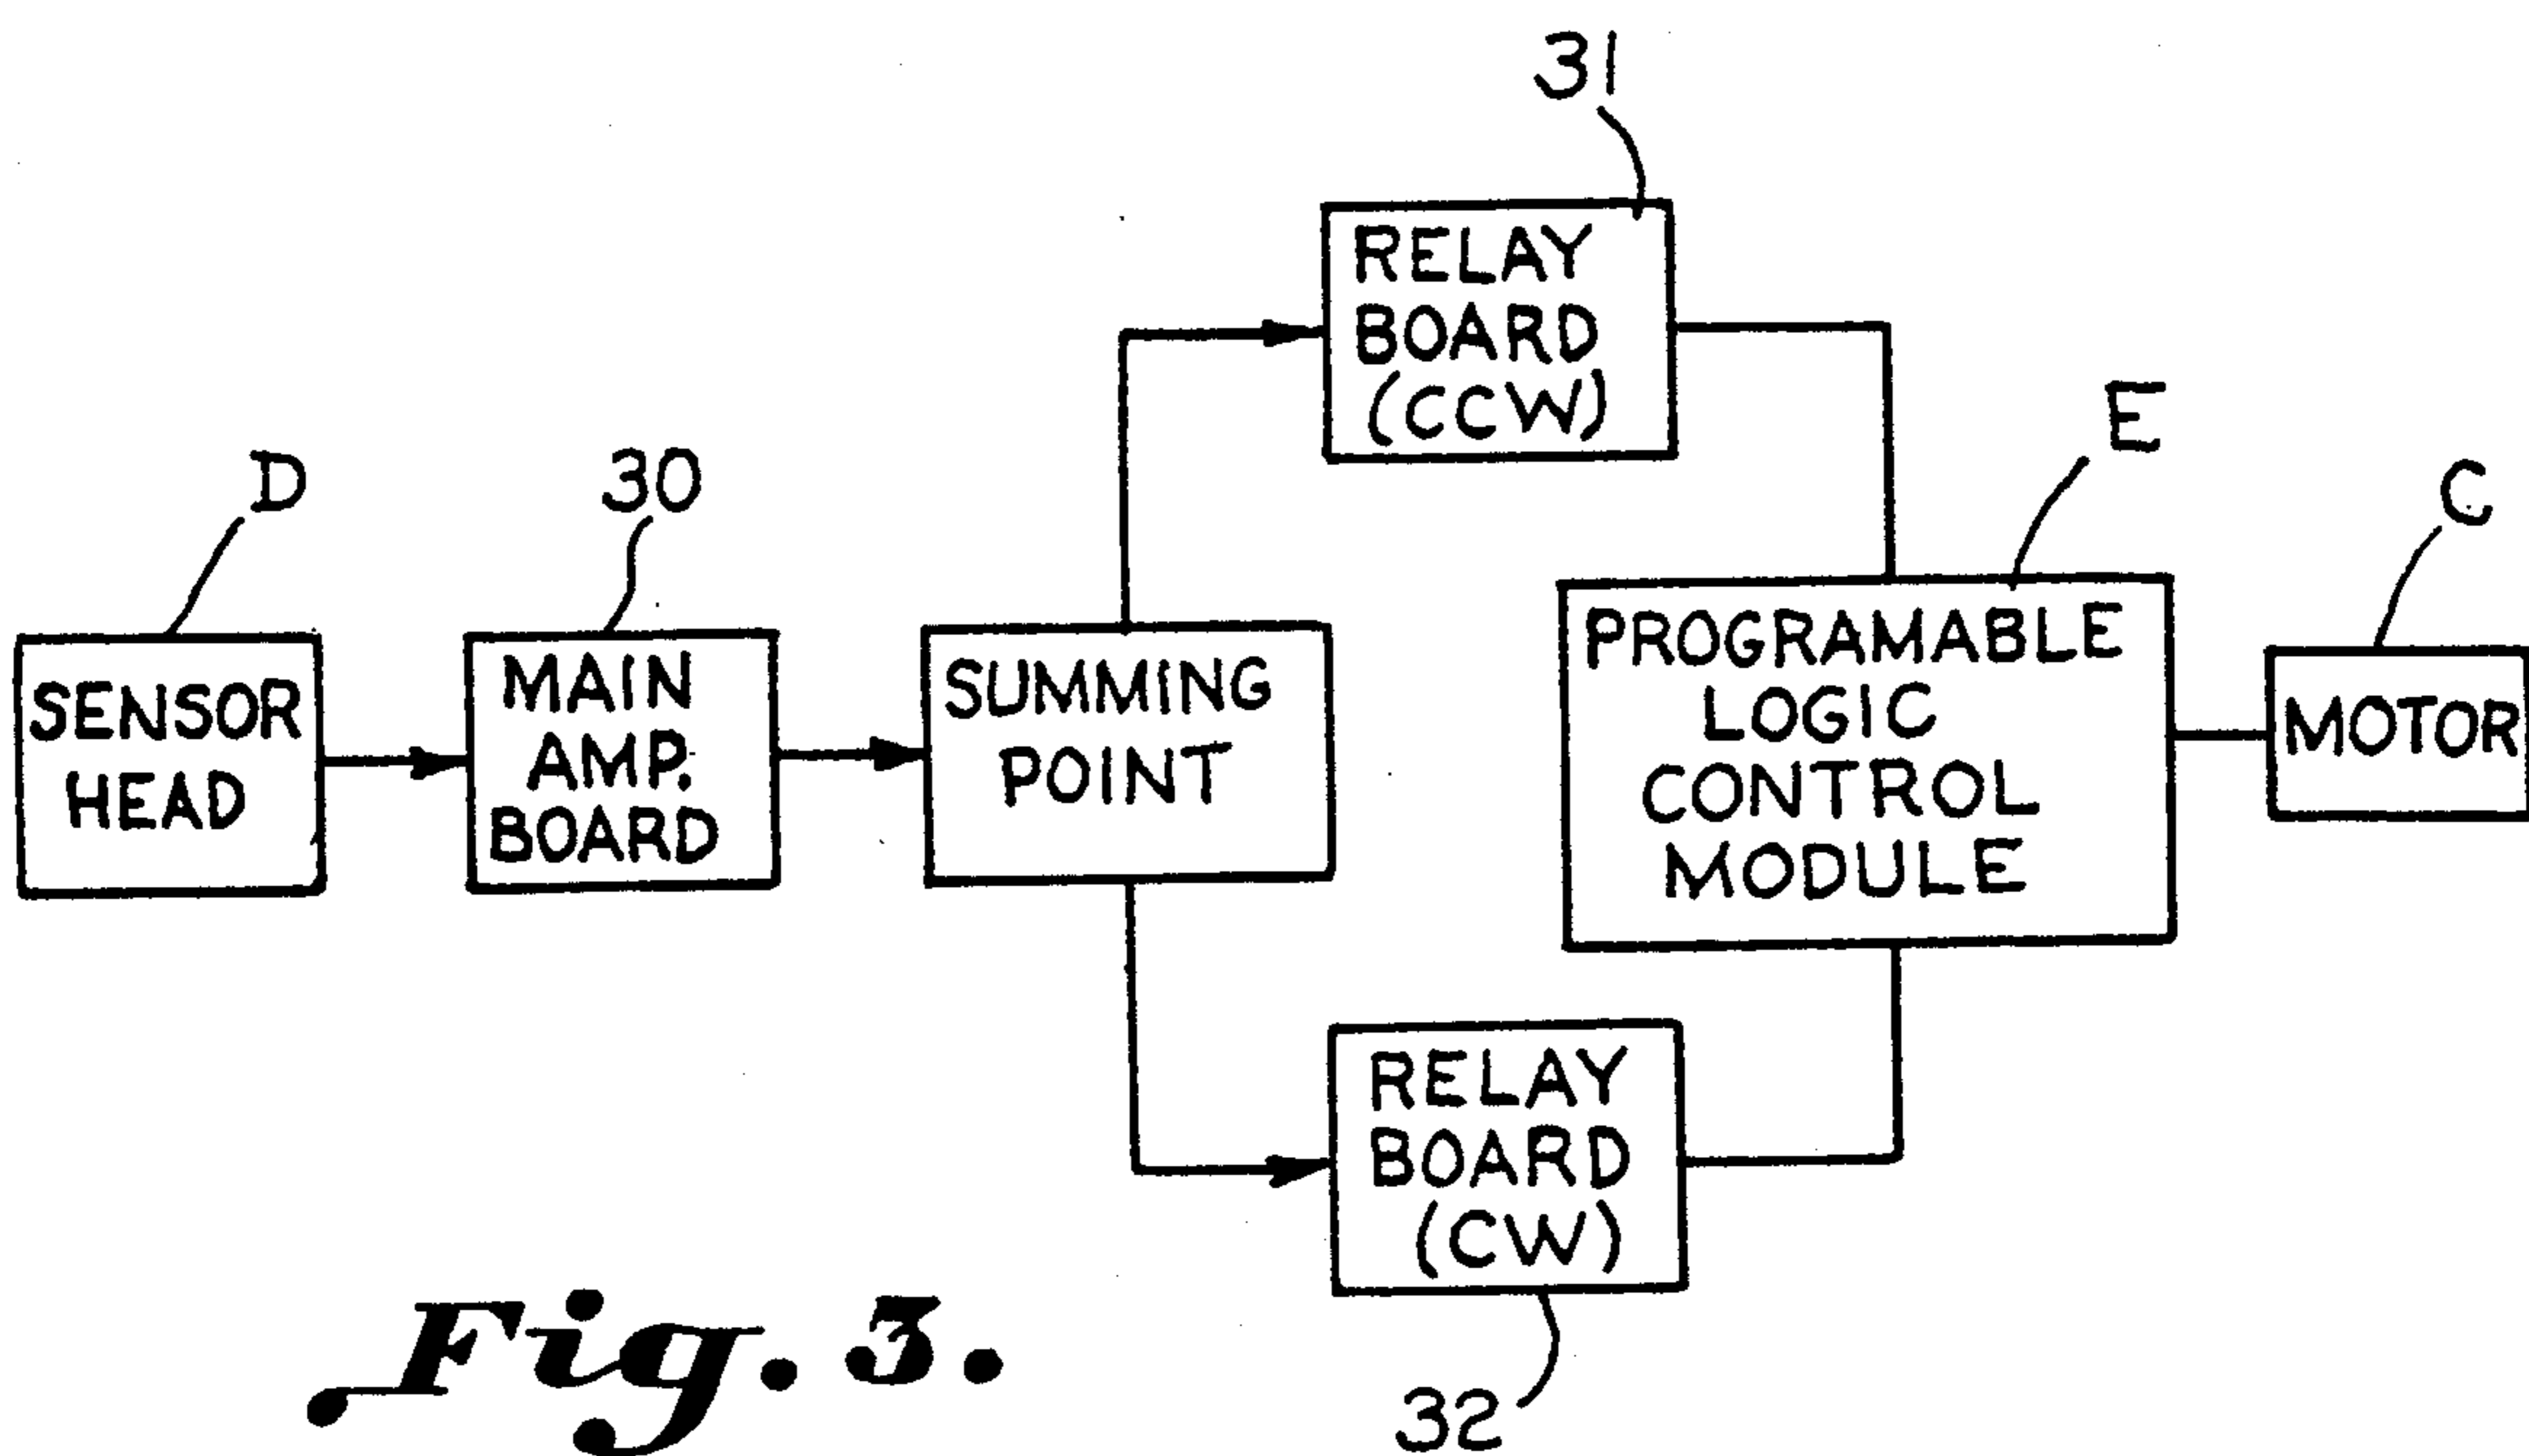 31
RELAY
BOARD
(CCW)
E
C
D
30
SENSOR
HEAD
MAIN
AMP.
BOARD
SUMMING
POINT
PROGRAMABLE
LOGIC
CONTROL
MODULE
MOTOR
RELAY
BOARD
(CW)
32
Fig. 3.